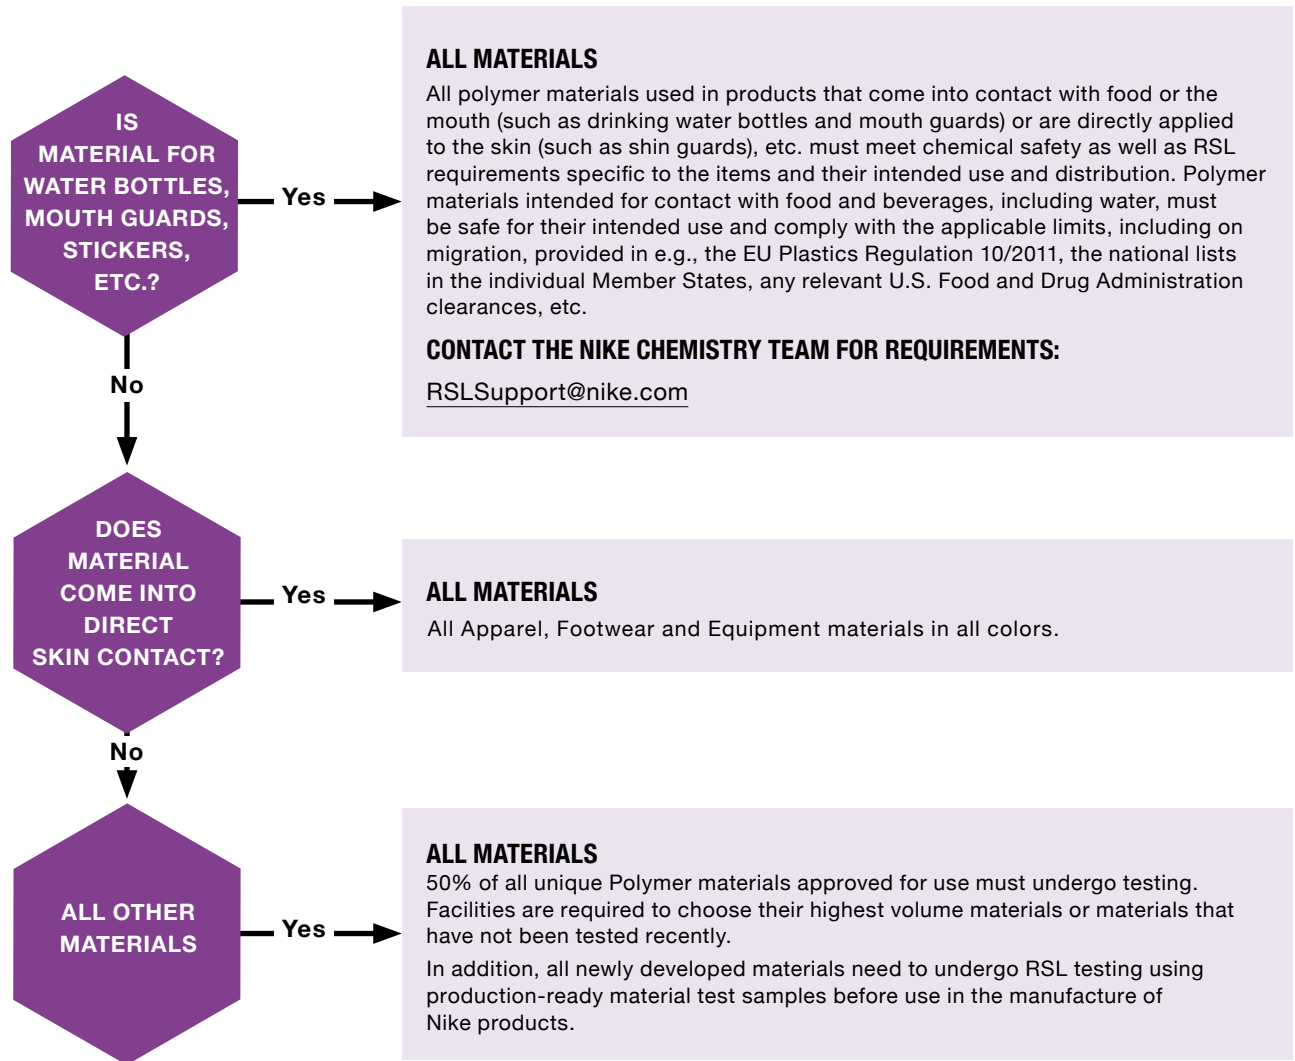 IS
MATERIAL FOR
WATER BOTTLES,
MOUTH GUARDS,
STICKERS,
ETC.?
Yes
ALL MATERIALS
All polymer materials used in products that come into contact with food or the
mouth (such as drinking water bottles and mouth guards) or are directly applied
to the skin (such as shin guards), etc. must meet chemical safety as well as RSL
requirements specific to the items and their intended use and distribution. Polymer
materials intended for contact with food and beverages, including water, must
be safe for their intended use and comply with the applicable limits, including on
migration, provided in e.g., the EU Plastics Regulation 10/2011, the national lists
in the individual Member States, any relevant U.S. Food and Drug Administration
clearances, etc.
CONTACT THE NIKE CHEMISTRY TEAM FOR REQUIREMENTS:
RSLSupport@nike.com
No
DOES
MATERIAL
COME INTO
DIRECT
SKIN CONTACT?
Yes
ALL MATERIALS
All Apparel, Footwear and Equipment materials in all colors.
No
ALL OTHER
MATERIALS
Yes
ALL MATERIALS
50% of all unique Polymer materials approved for use must undergo testing.
Facilities are required to choose their highest volume materials or materials that
have not been tested recently.
In addition, all newly developed materials need to undergo RSL testing using
production-ready material test samples before use in the manufacture of
Nike products.